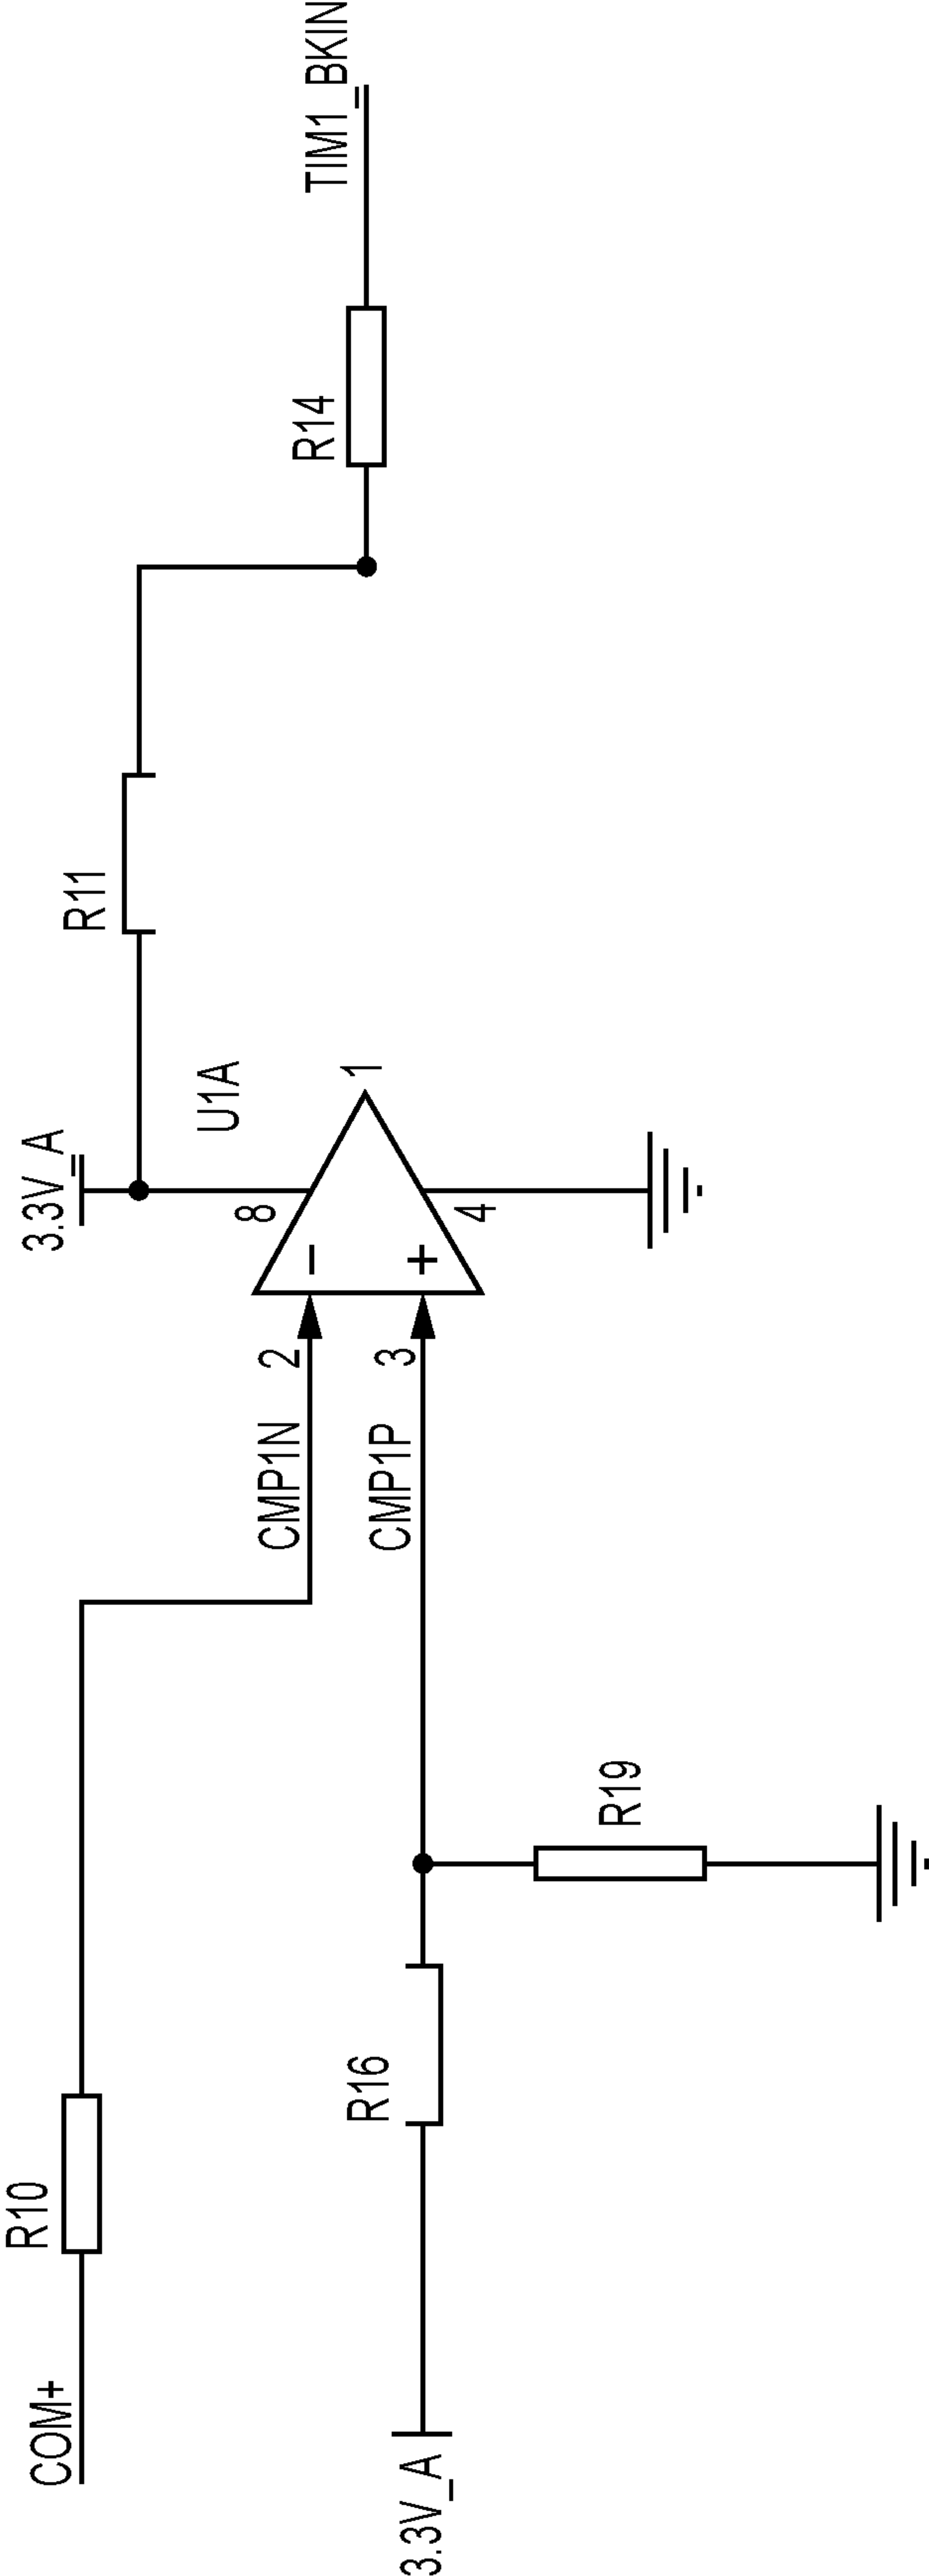 COM+
R10
3.3V_A
R16
R19
CMP1N
2
CMP1P
3
3.3V_A
8
4
U1A
1
R11
R14
TIM1_BKIN